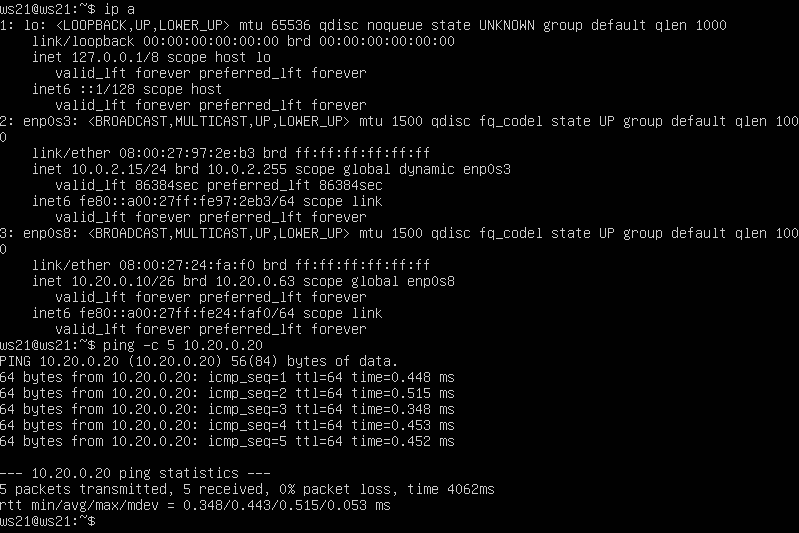 ws21@ws21:~$ ip a
1: lo: <LOOPBACK,UP,LOWER_UP> mtu 65536 qdisc noqueue state UNKNOWN group default qlen 1000
    link/loopback 00:00:00:00:00:00 brd 00:00:00:00:00:00
    inet 127.0.0.1/8 scope host lo
       valid_lft forever preferred_lft forever
    inet6 ::1/128 scope host
       valid_lft forever preferred_lft forever
2: enp0s3: <BROADCAST,MULTICAST,UP,LOWER_UP> mtu 1500 qdisc fq_codel state UP group default qlen 100
0
    link/ether 08:00:27:97:2e:b3 brd ff:ff:ff:ff:ff:ff
    inet 10.0.2.15/24 brd 10.0.2.255 scope global dynamic enp0s3
       valid_lft 86384sec preferred_lft 86384sec
    inet6 fe80::a00:27ff:fe97:2eb3/64 scope link
       valid_lft forever preferred_lft forever
3: enp0s8: <BROADCAST,MULTICAST,UP,LOWER_UP> mtu 1500 qdisc fq_codel state UP group default qlen 100
0
    link/ether 08:00:27:24:fa:f0 brd ff:ff:ff:ff:ff:ff
    inet 10.20.0.10/26 brd 10.20.0.63 scope global enp0s8
       valid_lft forever preferred_lft forever
    inet6 fe80::a00:27ff:fe24:faf0/64 scope link
       valid_lft forever preferred_lft forever
ws21@ws21:~$ ping -c 5 10.20.0.20
PING 10.20.0.20 (10.20.0.20) 56(84) bytes of data.
64 bytes from 10.20.0.20: icmp_seq=1 ttl=64 time=0.448 ms
64 bytes from 10.20.0.20: icmp_seq=2 ttl=64 time=0.515 ms
64 bytes from 10.20.0.20: icmp_seq=3 ttl=64 time=0.348 ms
64 bytes from 10.20.0.20: icmp_seq=4 ttl=64 time=0.453 ms
64 bytes from 10.20.0.20: icmp_seq=5 ttl=64 time=0.452 ms

--- 10.20.0.20 ping statistics ---
5 packets transmitted, 5 received, 0% packet loss, time 4062ms
rtt min/avg/max/mdev = 0.348/0.443/0.515/0.053 ms
ws21@ws21:~$